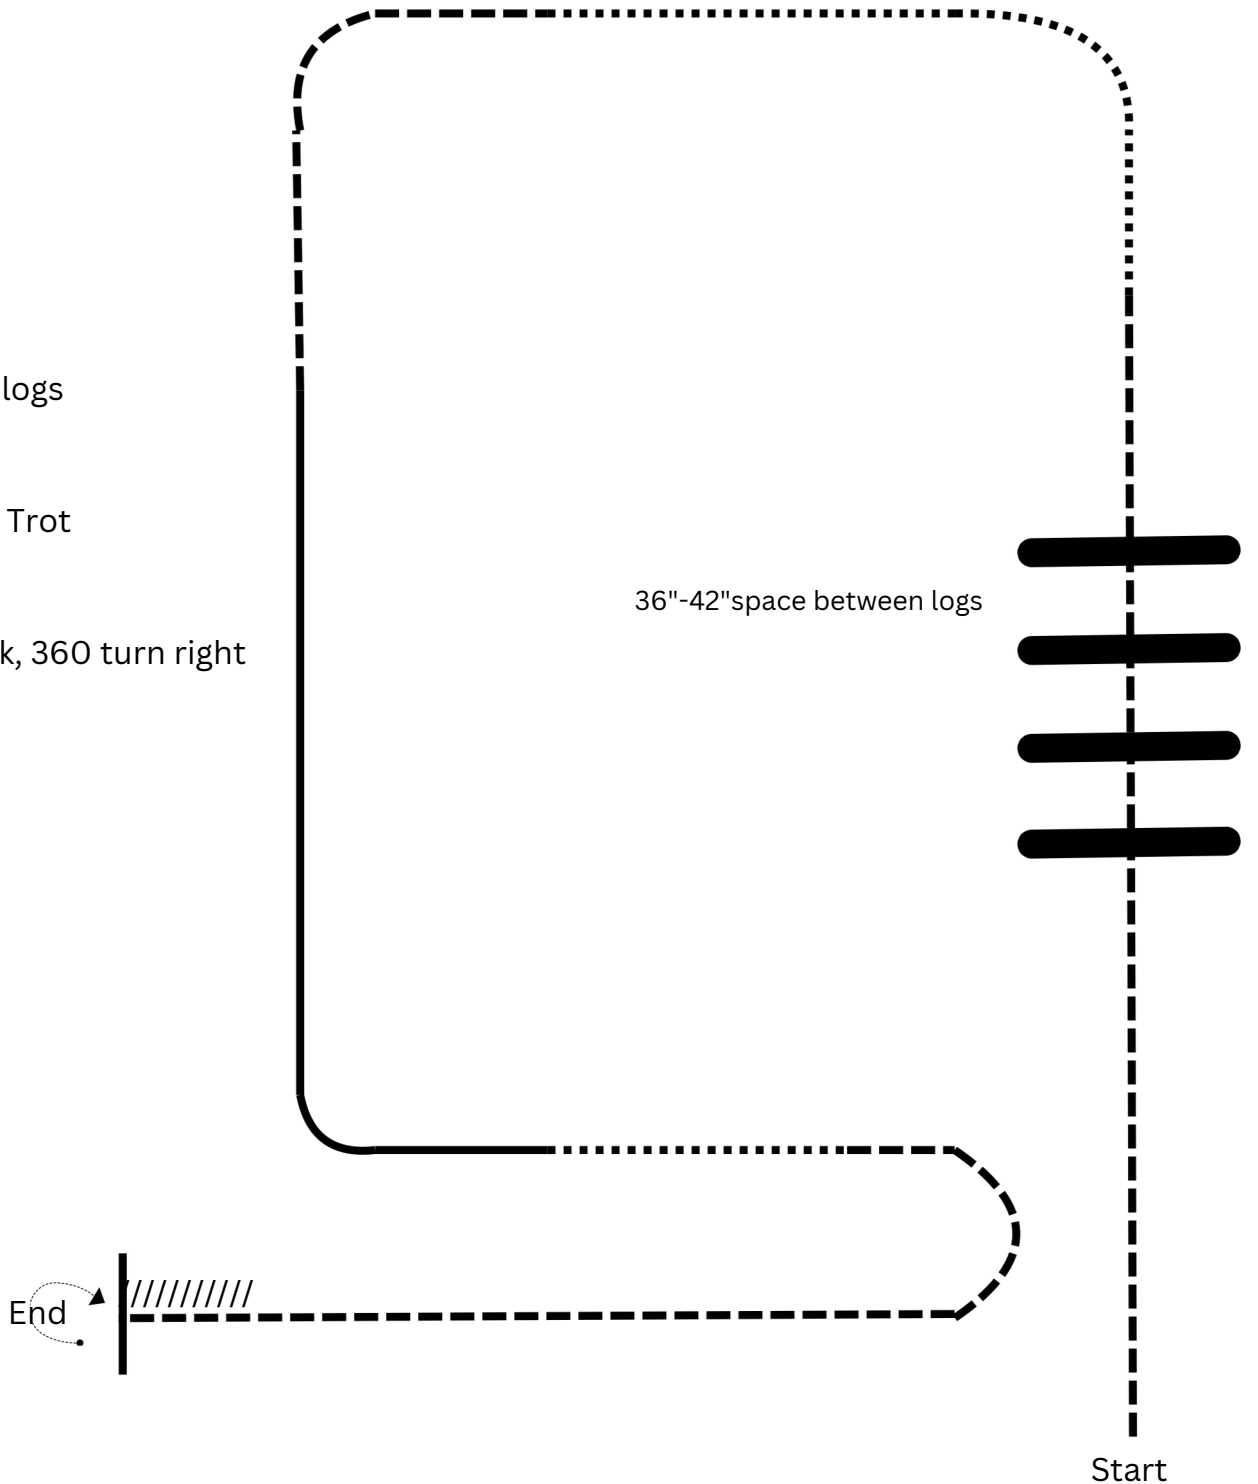 logs
Trot
36"-42"space between logs
k, 360 turn right
End
Start